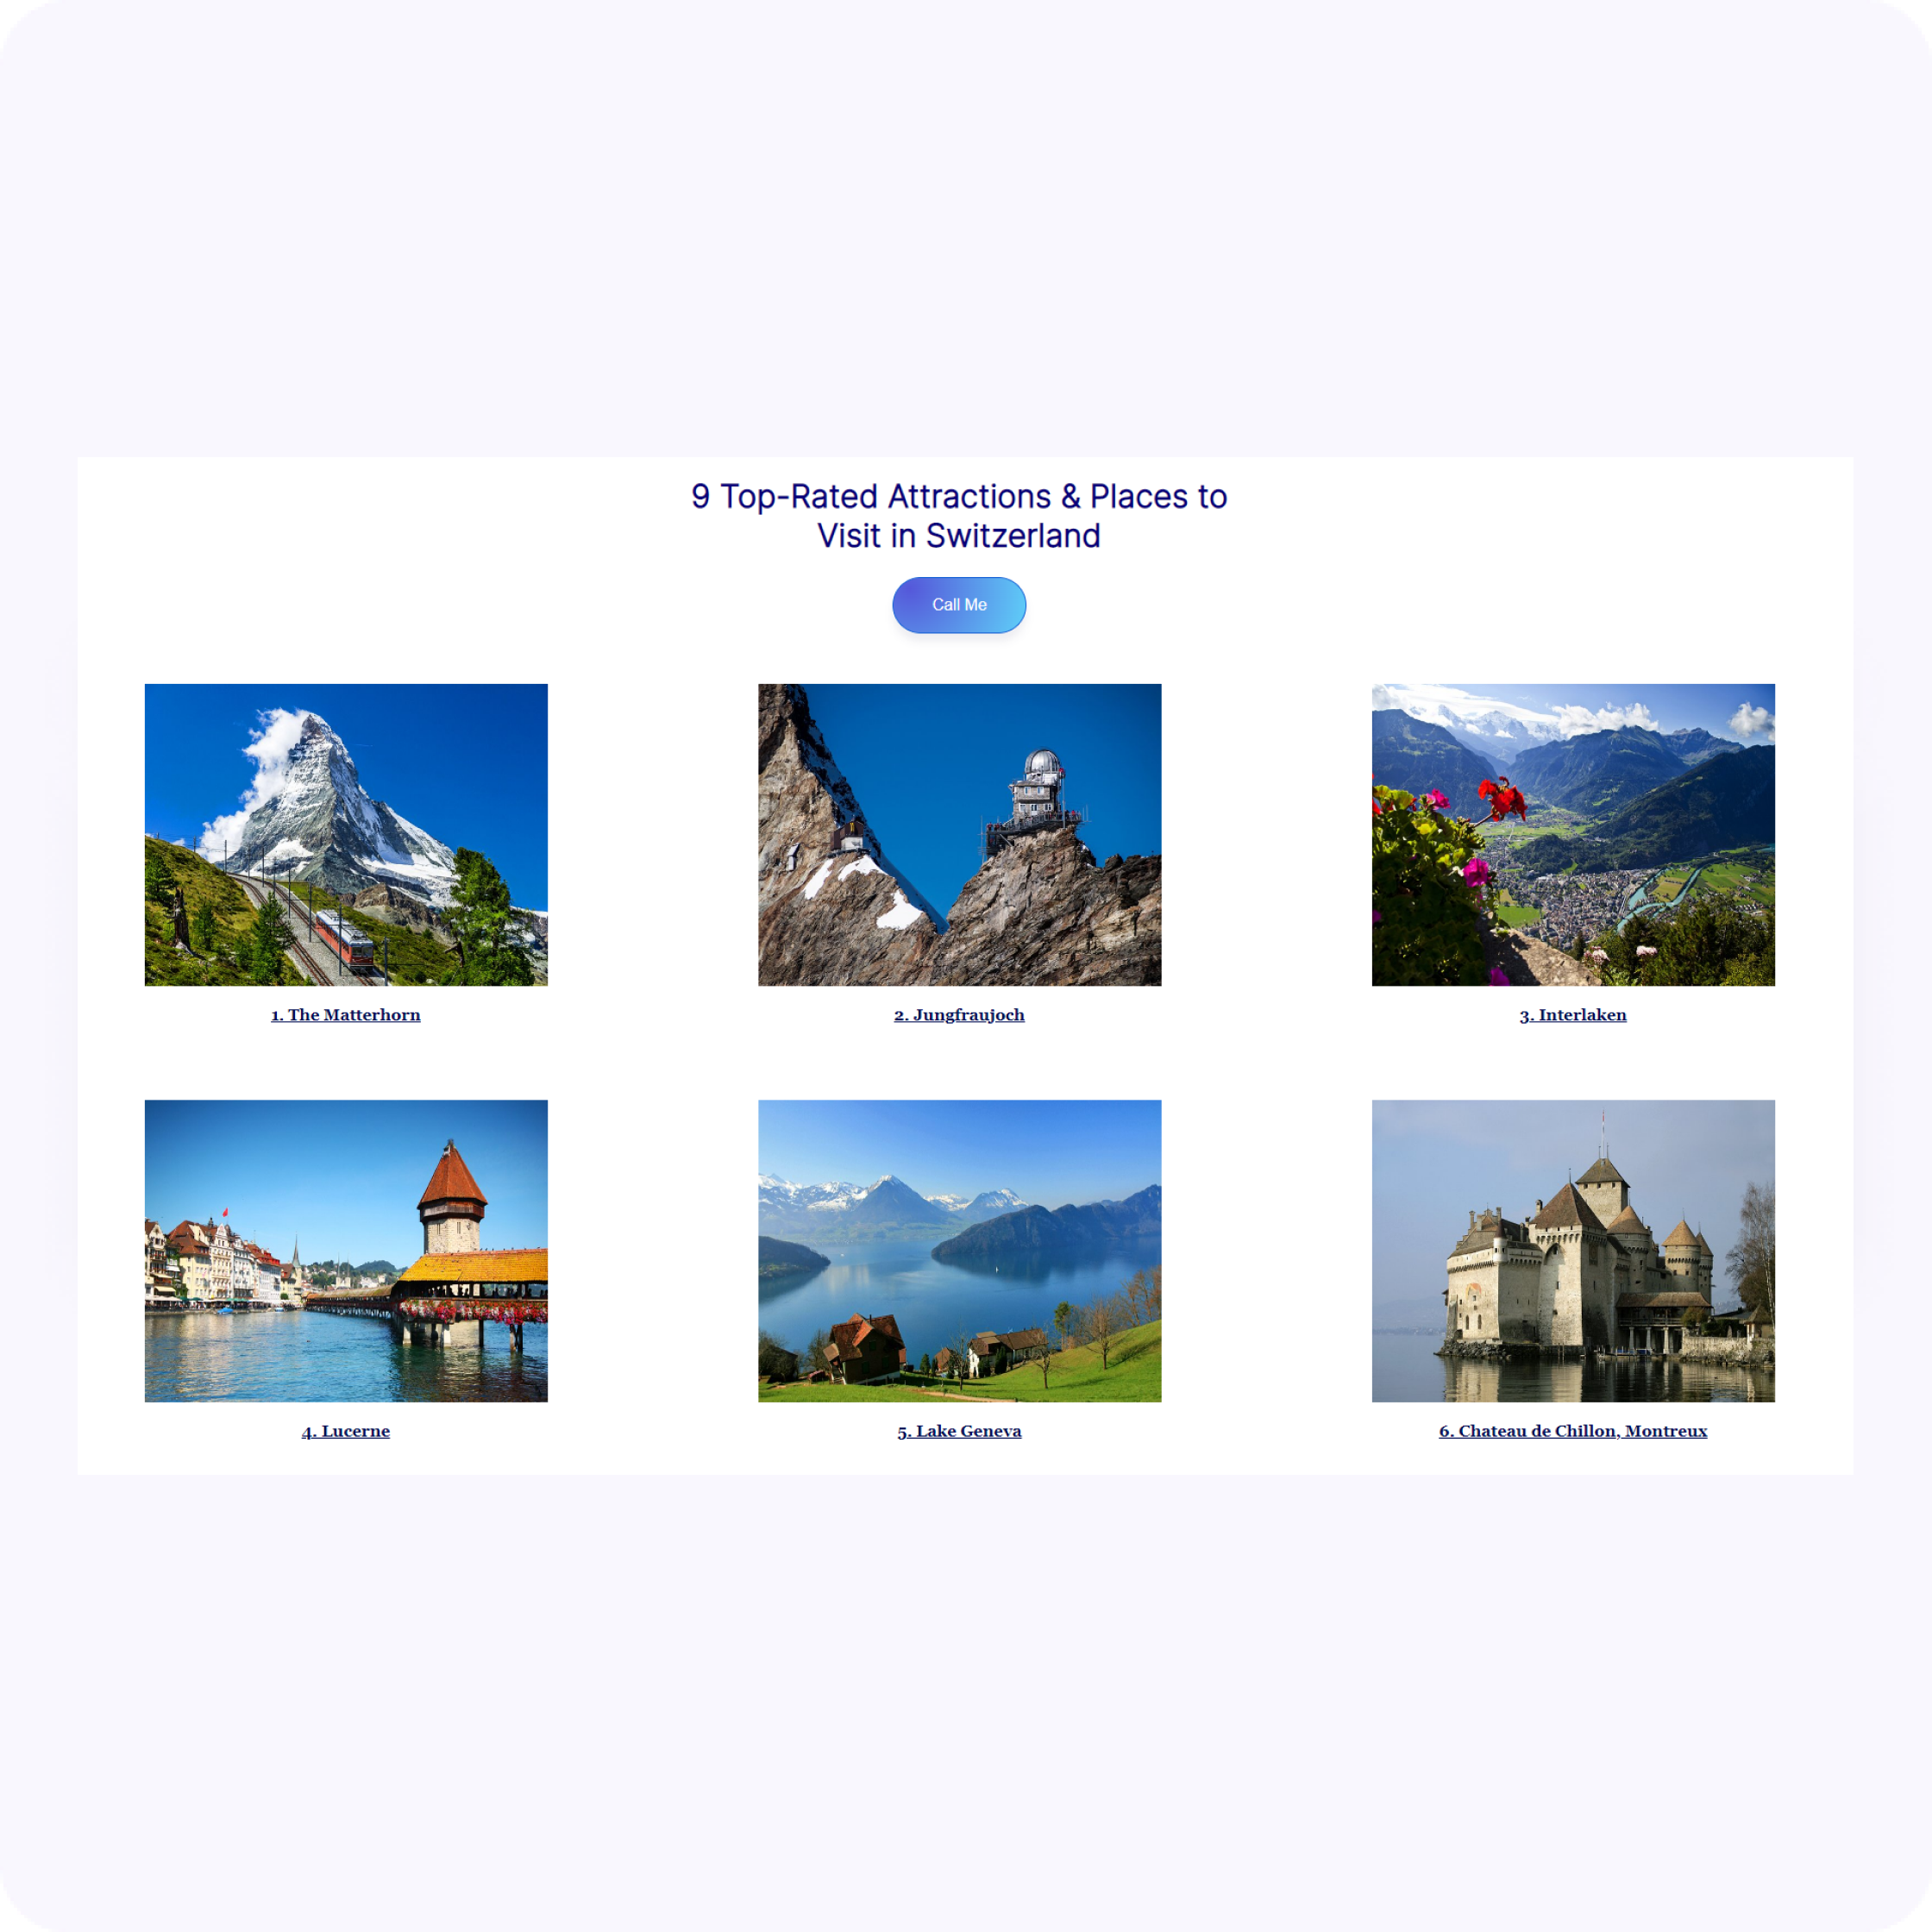 9 Top-Rated Attractions & Places to
Visit in Switzerland
Call Me
1. The Matterhorn
2. Jungfraujoch
3. Interlaken
4. Lucerne
5. Lake Geneva
6. Chateau de Chillon, Montreux